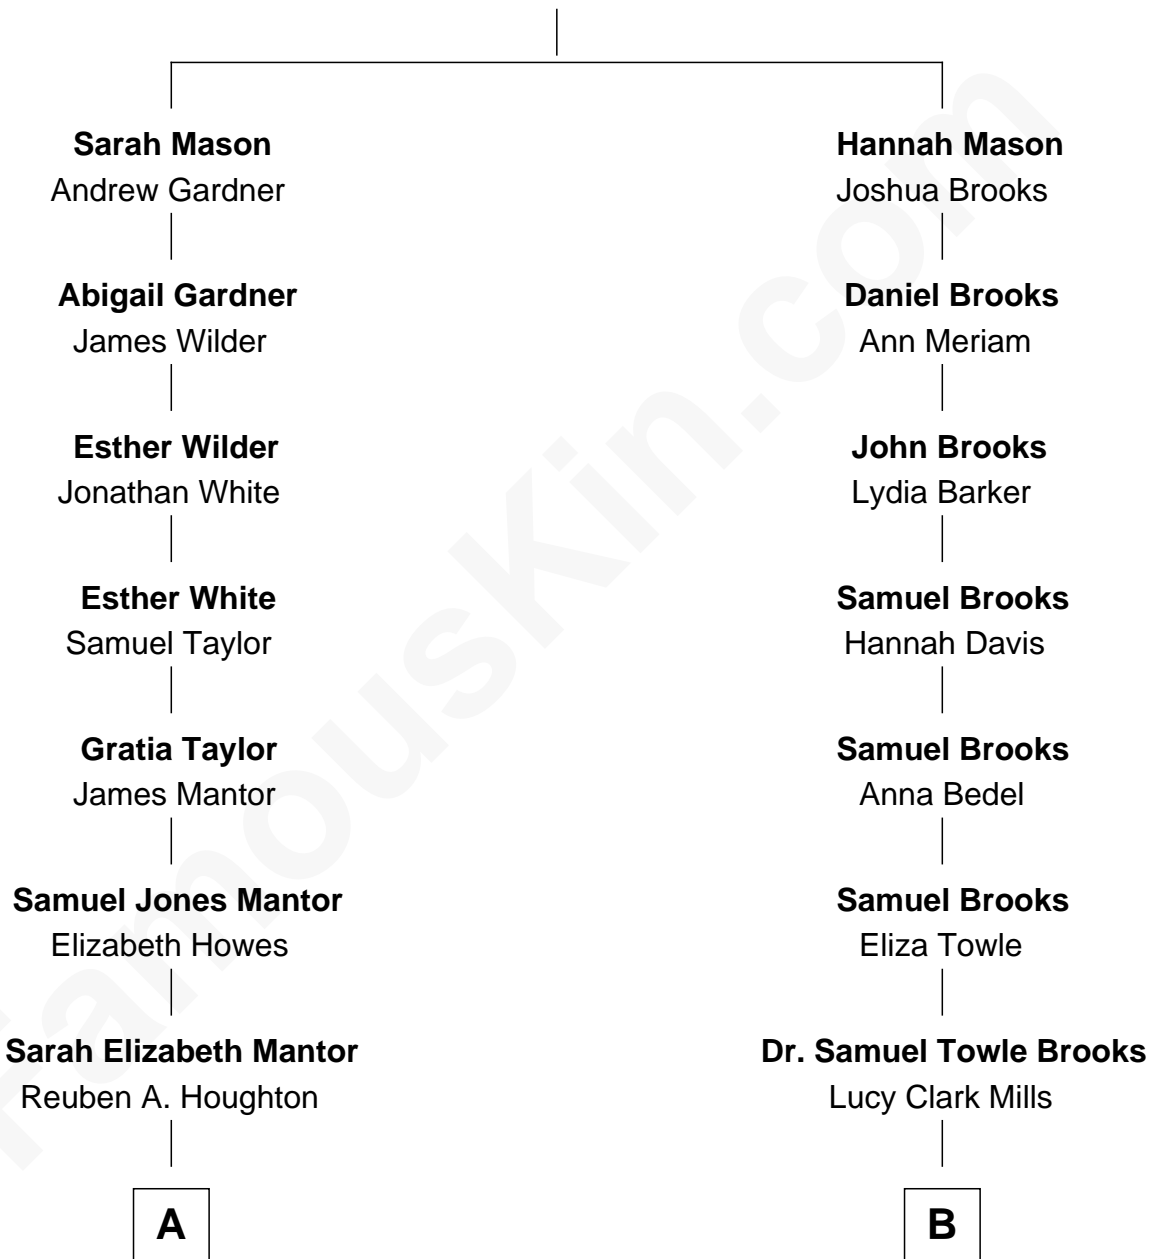 Sarah Mason
Andrew Gardner
Abigail Gardner
James Wilder
Esther Wilder
Jonathan White
Esther White
Samuel Taylor
Gratia Taylor
James Mantor
Samuel Jones Mantor
Elizabeth Howes
Sarah Elizabeth Mantor
Reuben A. Houghton
A
Hannah Mason
Joshua Brooks
Daniel Brooks
Ann Meriam
John Brooks
Lydia Barker
Samuel Brooks
Hannah Davis
Samuel Brooks
Anna Bedel
Samuel Brooks
Eliza Towle
Dr. Samuel Towle Brooks
Lucy Clark Mills
B
FamousKin.com